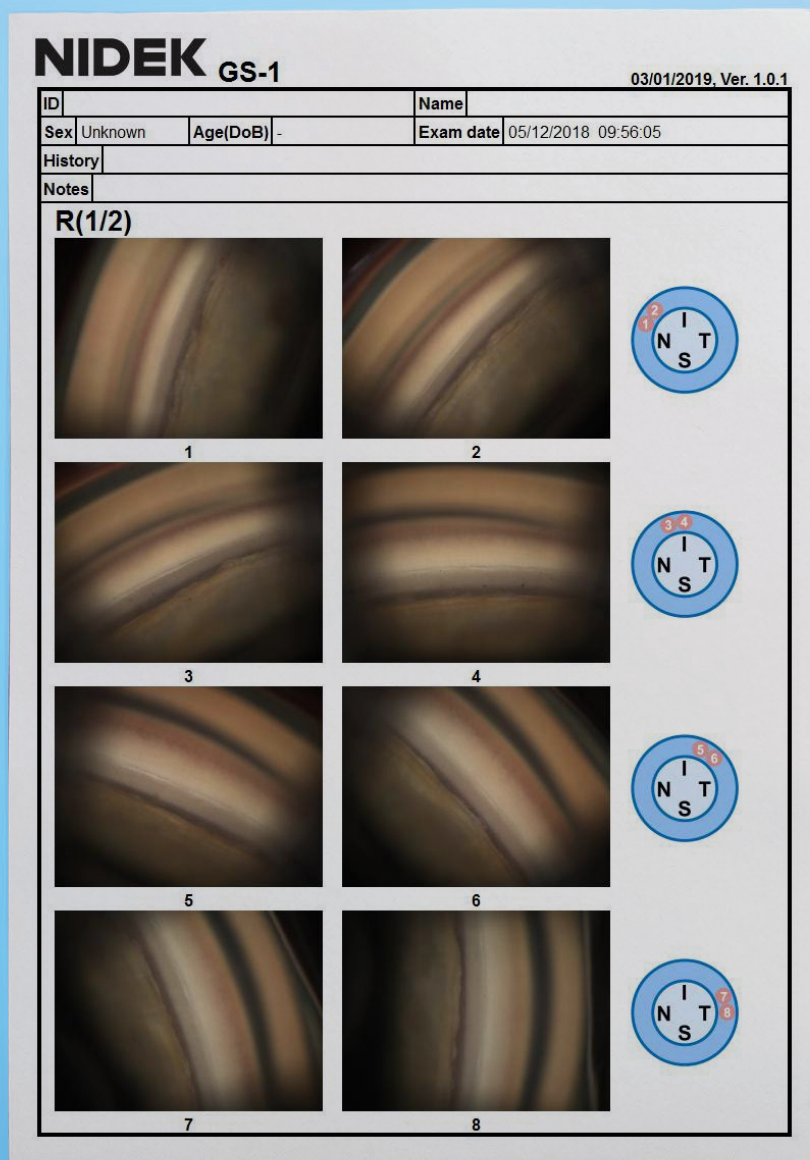 NIDEK GS-1
03/01/2019, Ver. 1.0.1
ID Name
Sex Unknown Age(DoB) - Exam date 05/12/2018 09:56:05
History
Notes
R(1/2)
1 2
I
N T
S
1 2
3 4
I
N T
S
3 4
5 6
I
N T
S
5 6
7
I
N T 8
S
7 8